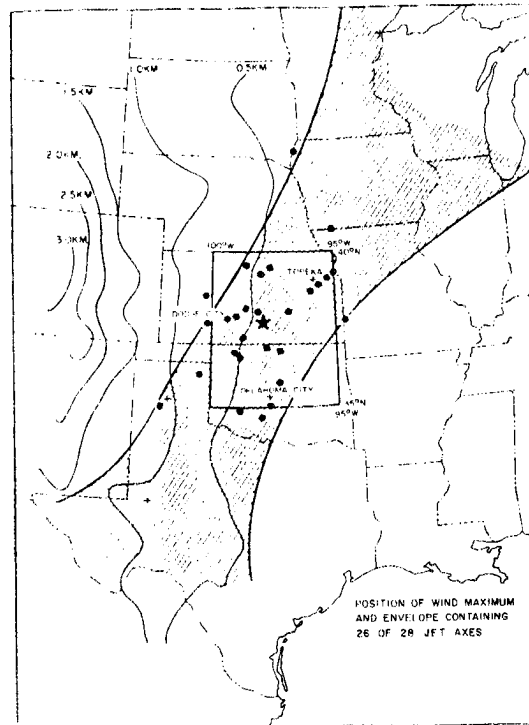 1.0KM
0.5KM
1.5KM
2.0KM
2.5KM
3.0KM
100°W
95°W
40°N
TOPEKA
DODGE CITY
OKLAHOMA CITY
35°N
95°W
POSITION OF WIND MAXIMUM
AND ENVELOPE CONTAINING
26 OF 28 JET AXES